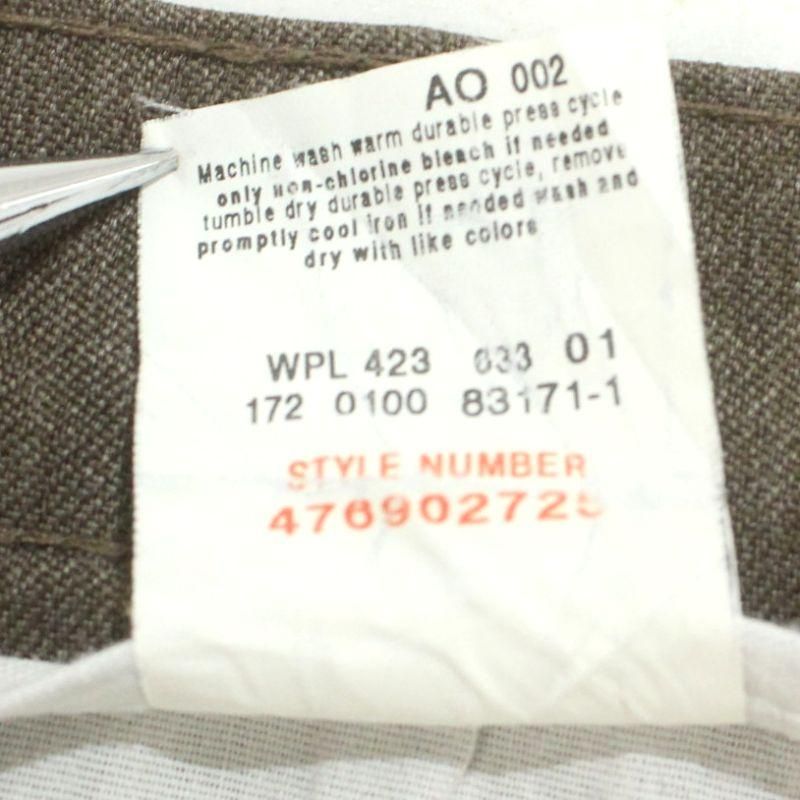 AO 002
Machine wash warm durable press cycle
only non-chlorine bleach if needed
tumble dry durable press cycle, remove
promptly cool iron if needed wash and
dry with like colors
WPL 423 633 01
172 0100 83171-1
STYLE NUMBER
476902725